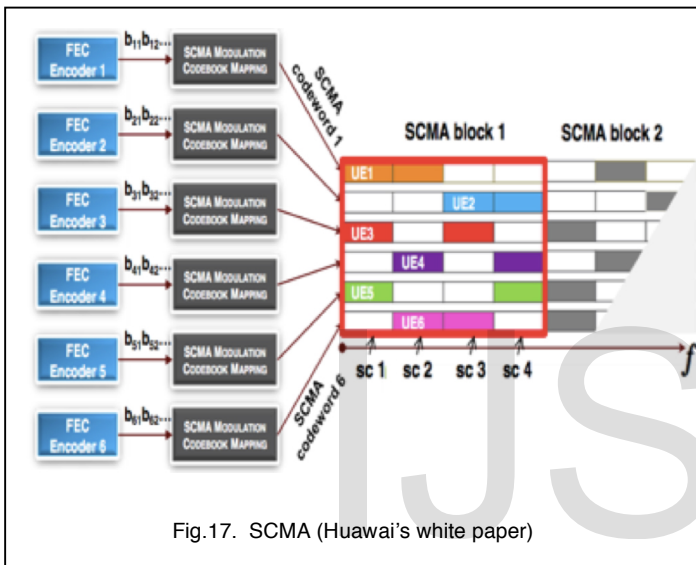 FEC
Encoder 1
b11b12...
SCMA MODULATION
CODEBOOK MAPPING
FEC
Encoder 2
b21b22...
SCMA MODULATION
CODEBOOK MAPPING
FEC
Encoder 3
b31b32...
SCMA MODULATION
CODEBOOK MAPPING
FEC
Encoder 4
b41b42...
SCMA MODULATION
CODEBOOK MAPPING
FEC
Encoder 5
b51b52...
SCMA MODULATION
CODEBOOK MAPPING
FEC
Encoder 6
b61b62...
SCMA MODULATION
CODEBOOK MAPPING
SCMA
codeword 1
SCMA
codeword 6
SCMA block 1
SCMA block 2
UE1
UE2
UE3
UE4
UE5
UE6
sc 1 sc 2 sc 3 sc 4
f
IJS
Fig.17. SCMA (Huawai's white paper)